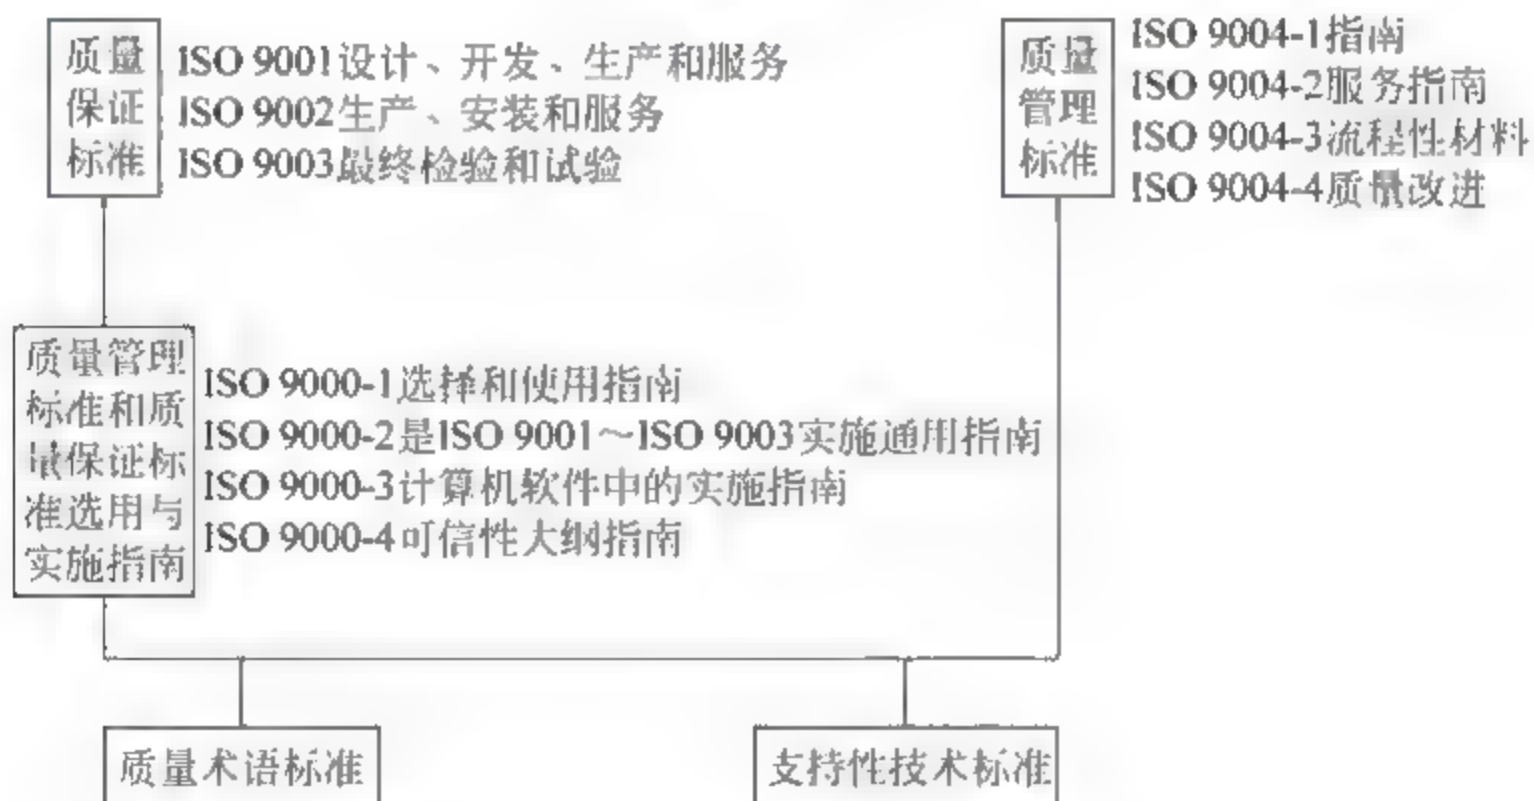 质量
保证
标准
ISO 9001设计、开发、生产和服务
ISO 9002生产、安装和服务
ISO 9003最终检验和试验
质量
管理
标准
ISO 9004-1指南
ISO 9004-2服务指南
ISO 9004-3流程性材料
ISO 9004-4质量改进
质量管理
标准和质
量保证标
准选用与
实施指南
ISO 9000-1选择和使用指南
ISO 9000-2是ISO 9001～ISO 9003实施通用指南
ISO 9000-3计算机软件中的实施指南
ISO 9000-4可信性大纲指南
质量术语标准
支持性技术标准